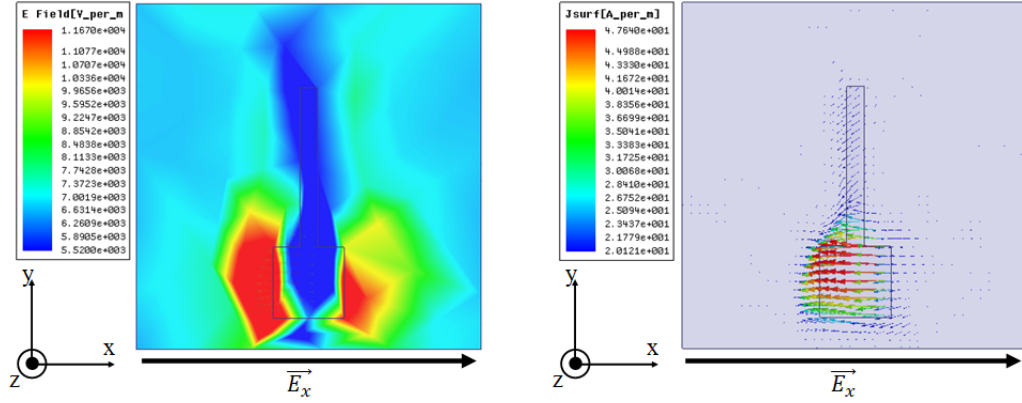 E Field[V_per_m
1.1670e+004
1.1077e+004
1.0707e+004
1.0336e+004
9.9656e+003
9.5952e+003
9.2247e+003
8.8542e+003
8.4838e+003
8.1133e+003
7.7428e+003
7.3723e+003
7.0019e+003
6.6314e+003
6.2609e+003
5.8905e+003
5.5200e+003
y
x
z
E_x
Jsurf[A_per_m]
4.7640e+001
4.4988e+001
4.3330e+001
4.1672e+001
4.0014e+001
3.8356e+001
3.6699e+001
3.5041e+001
3.3383e+001
3.1725e+001
3.0068e+001
2.8410e+001
2.6752e+001
2.5094e+001
2.3437e+001
2.1779e+001
2.0121e+001
y
x
z
E_x